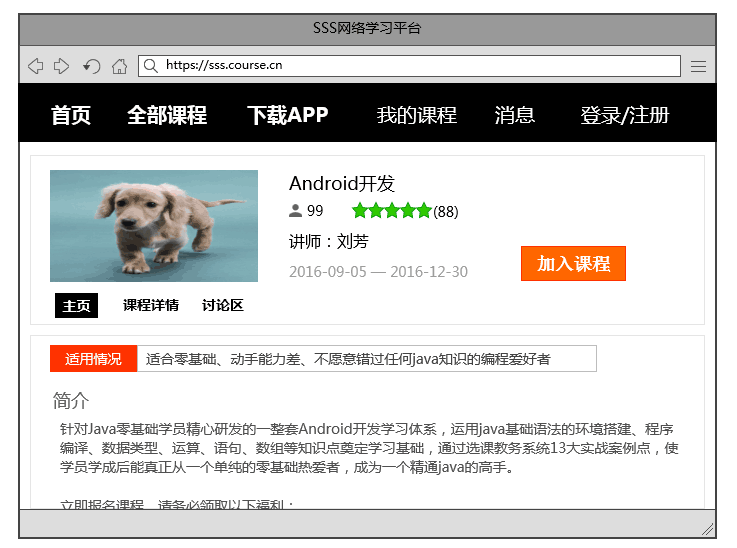 SSS网络学习平台
https://sss.course.cn
首页 全部课程 下载APP 我的课程 消息 登录/注册
Android开发
99 (88)
讲师：刘芳
2016-09-05 — 2016-12-30
加入课程
主页 课程详情 讨论区
适用情况 适合零基础、动手能力差、不愿意错过任何java知识的编程爱好者
简介
针对Java零基础学员精心研发的一整套Android开发学习体系，运用java基础语法的环境搭建、程序
编译、数据类型、运算、语句、数组等知识点奠定学习基础，通过选课教务系统13大实战案例点，使
学员学成后能真正从一个单纯的零基础热爱者，成为一个精通java的高手。
立即报名课程，请务必领取以下福利：